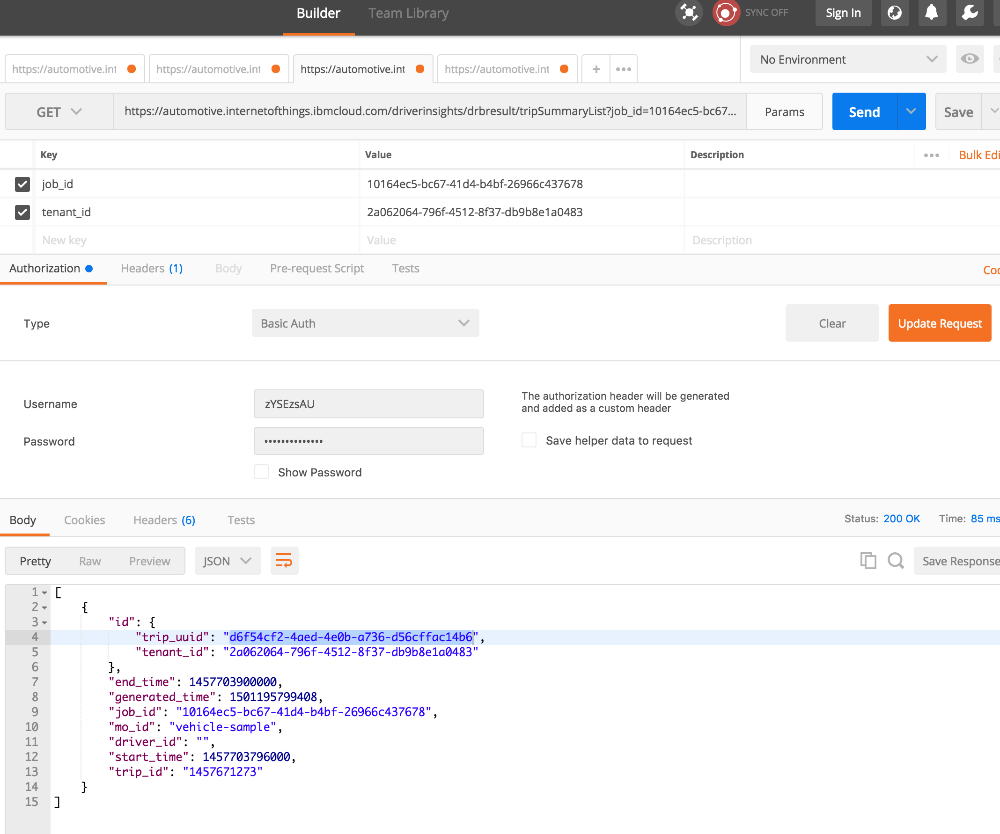 Builder Team Library SYNC OFF Sign In
https://automotive.int https://automotive.int https://automotive.int https://automotive.int + No Environment
GET https://automotive.internetofthings.ibmcloud.com/driverinsights/drbresult/tripSummaryList?job_id=10164ec5-bc67... Params Send Save
Key Value Description Bulk Edi
job_id 10164ec5-bc67-41d4-b4bf-26966c437678
tenant_id 2a062064-796f-4512-8f37-db9b8e1a0483
New key Value Description
Authorization Headers (1) Body Pre-request Script Tests Coo
Type Basic Auth Clear Update Request
Username zYSEzsAU The authorization header will be generated
and added as a custom header
Password •••••••••••••• Save helper data to request
Show Password
Body Cookies Headers (6) Tests Status: 200 OK Time: 85 ms
Pretty Raw Preview JSON Save Response
1 [
2 {
3 "id": {
4 "trip_uuid": "d6f54cf2-4aed-4e0b-a736-d56cffac14b6",
5 "tenant_id": "2a062064-796f-4512-8f37-db9b8e1a0483"
6 },
7 "end_time": 1457703900000,
8 "generated_time": 1501195799408,
9 "job_id": "10164ec5-bc67-41d4-b4bf-26966c437678",
10 "mo_id": "vehicle-sample",
11 "driver_id": "",
12 "start_time": 1457703796000,
13 "trip_id": "1457671273"
14 }
15 ]